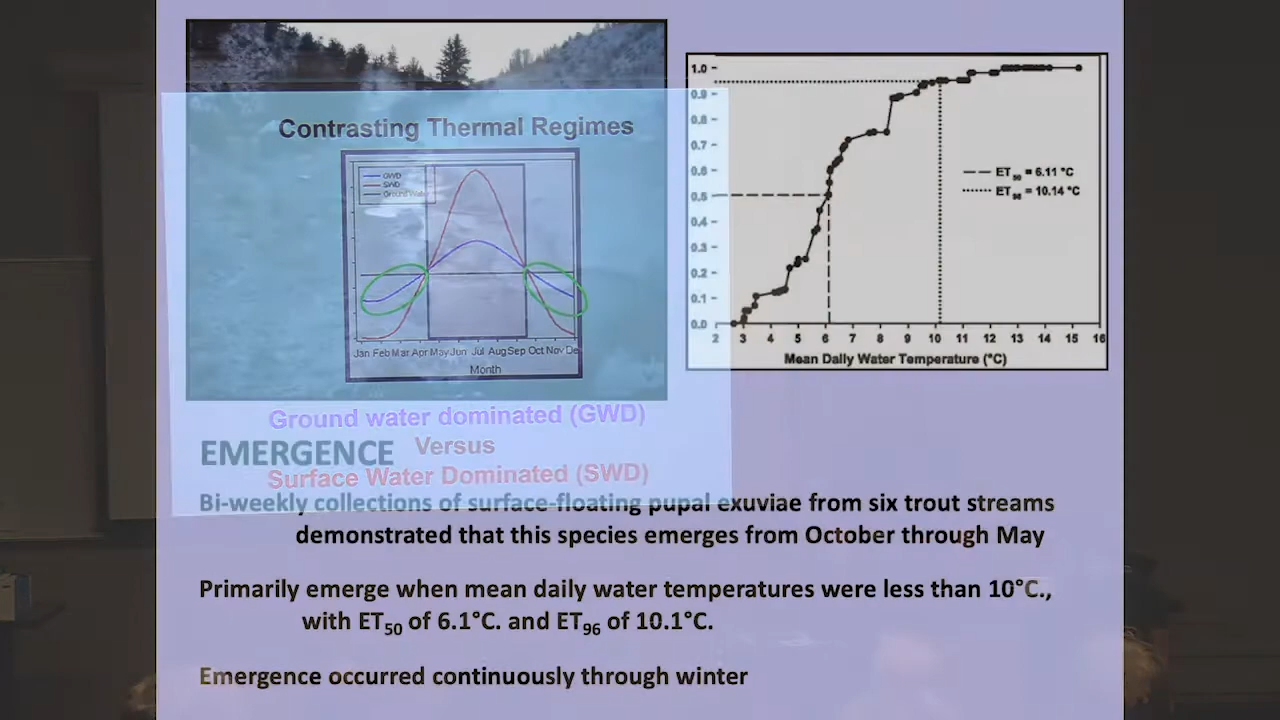 Contrasting Thermal Regimes
GWD
SWD
Ground Water
Jan Feb Mar Apr May Jun Jul Aug Sep Oct Nov De
Month
Ground water dominated (GWD)
Versus
Surface Water Dominated (SWD)
1.0
0.9
0.8
0.7
0.6
0.5
0.4
0.3
0.2
0.1
0.0
2 3 4 5 6 7 8 9 10 11 12 13 14 15 16
Mean Daily Water Temperature (°C)
ET50 = 6.11 °C
ET96 = 10.14 °C
EMERGENCE
Bi-weekly collections of surface-floating pupal exuviae from six trout streams
demonstrated that this species emerges from October through May
Primarily emerge when mean daily water temperatures were less than 10°C.,
with ET50 of 6.1°C. and ET96 of 10.1°C.
Emergence occurred continuously through winter